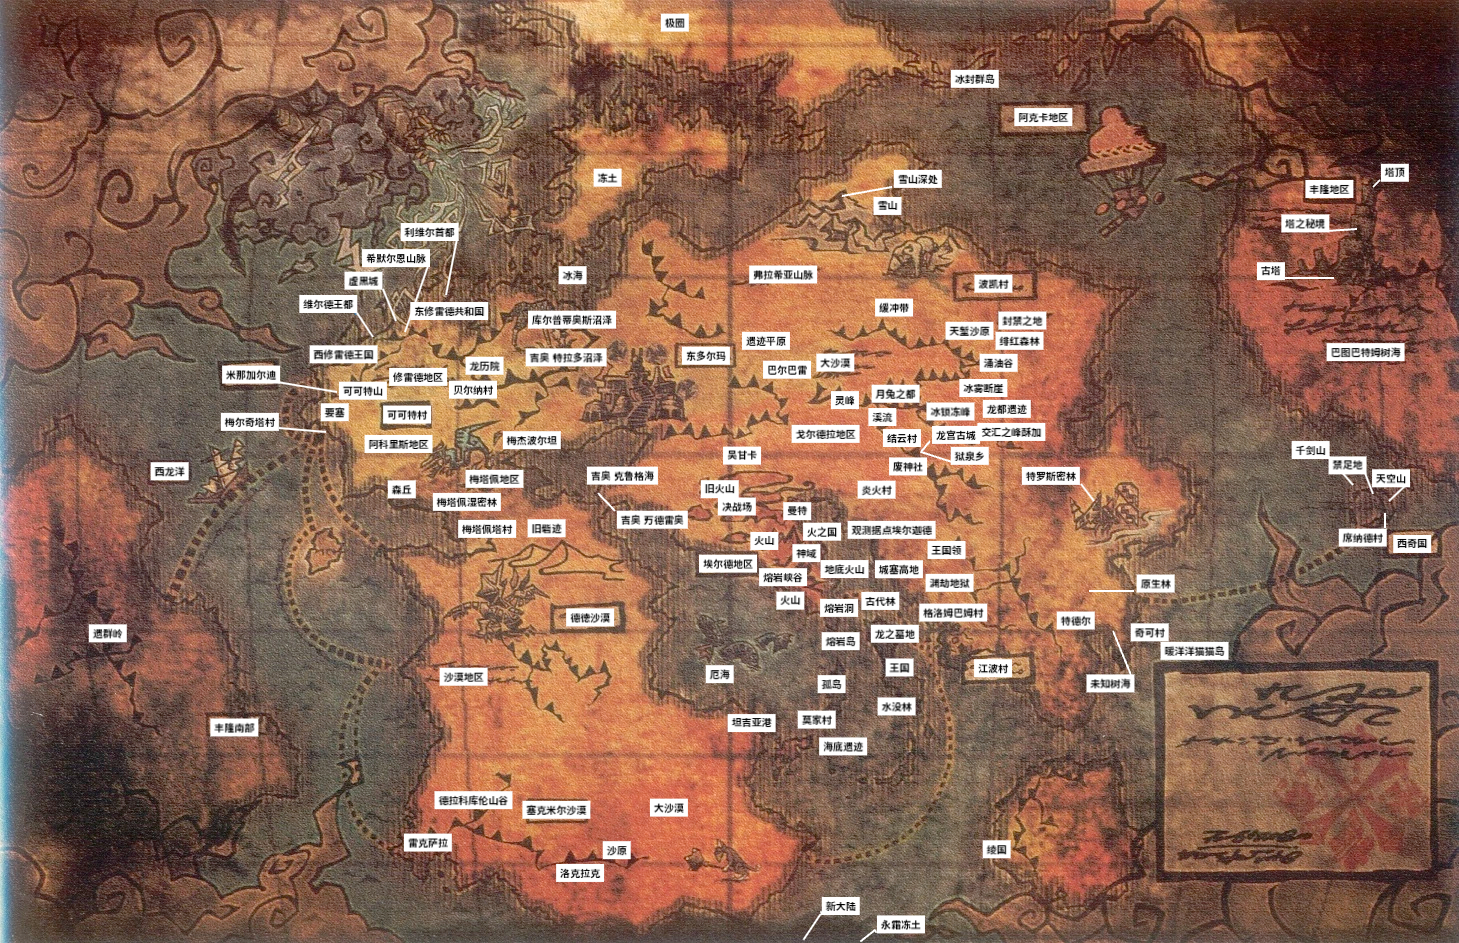 极圈
冰封群岛
阿克卡地区
冻土
雪山深处
雪山
塔顶
丰隆地区
塔之秘境
古塔
利维尔首都
希默尔恩山脉
虚黑城
维尔德王都
东修雷德共和国
冰海
弗拉希亚山脉
波凯村
库尔普蒂奥斯沼泽
缓冲带
封禁之地
天堑沙原
绯红森林
遗迹平原
西修雷德王国
吉奥 特拉多沼泽
东多尔玛
大沙漠
涌油谷
巴图巴特姆树海
龙历院
巴尔巴雷
米那加尔迪
修雷德地区
可可特山
贝尔纳村
灵峰
月兔之都
冰雾断崖
要塞
可可特村
溪流
冰锁冻峰
龙都遗迹
梅尔奇塔村
阿科里斯地区
梅杰波尔坦
戈尔德拉地区
结云村
龙宫古城
交汇之峰酥加
吴甘卡
狱泉乡
千剑山
西龙洋
废神社
禁足地
梅塔佩地区
吉奥 克鲁格海
特罗斯密林
天空山
森丘
旧火山
炎火村
梅塔佩湿密林
决战场
曼特
梅塔佩塔村
旧砦迹
吉奥 厉德雷奥
火之国
观测据点埃尔迦德
席纳德村
西奇国
火山
神域
王国领
埃尔德地区
熔岩峡谷
地底火山
城塞高地
渊劫地狱
原生林
火山
熔岩洞
古代林
格洛姆巴姆村
德德沙漠
特德尔
遇群岭
熔岩岛
龙之墓地
奇可村
暖洋洋猫猫岛
沙漠地区
厄海
王国
江波村
孤岛
未知树海
水没林
丰隆南部
坦吉亚港
莫家村
海底遗迹
德拉科库伦山谷
塞克米尔沙漠
大沙漠
雷克萨拉
沙原
绫国
洛克拉克
新大陆
永霜冻土